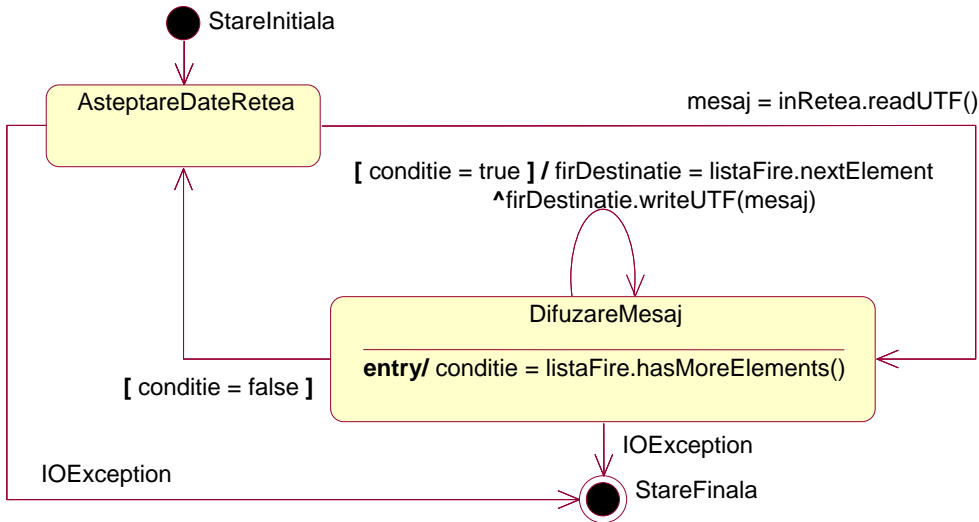 StareInitiala
AsteptareDateRetea
mesaj = inRetea.readUTF()
[ conditie = true ] / firDestinatie = listaFire.nextElement
^firDestinatie.writeUTF(mesaj)
DifuzareMesaj
entry/ conditie = listaFire.hasMoreElements()
[ conditie = false ]
IOException
IOException
StareFinala